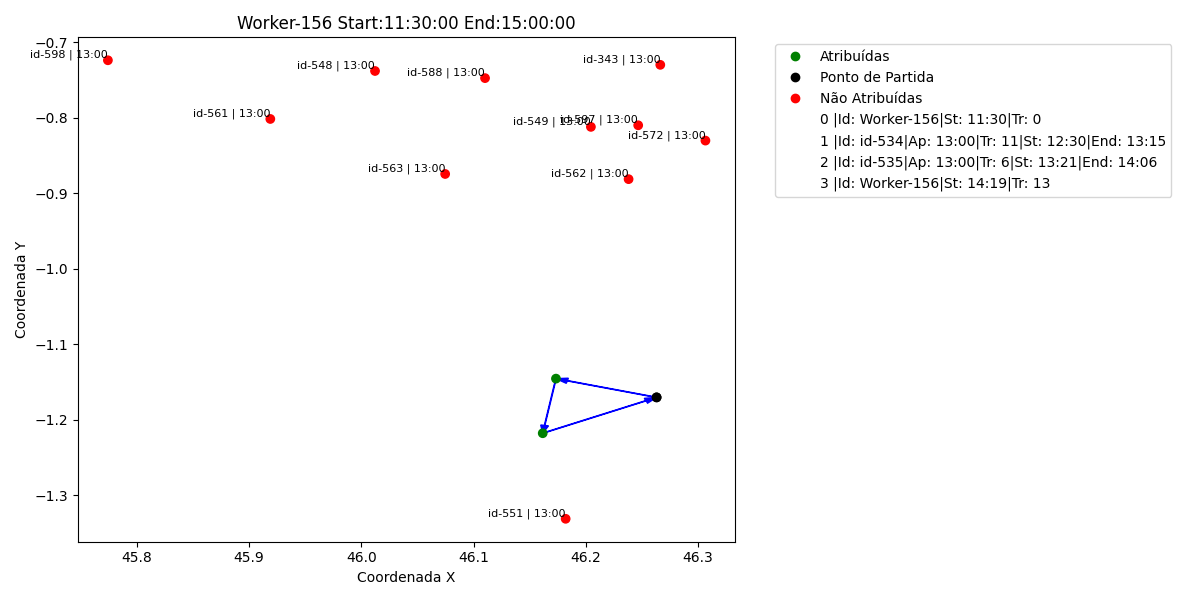 Worker-156 Start:11:30:00 End:15:00:00
Coordenada Y
−0.7
−0.8
−0.9
−1.0
−1.1
−1.2
−1.3
id-598 | 13:00
id-548 | 13:00
id-588 | 13:00
id-343 | 13:00
id-561 | 13:00
id-549 | 13:00
id-597 | 13:00
id-572 | 13:00
id-563 | 13:00
id-562 | 13:00
id-551 | 13:00
45.8
45.9
46.0
46.1
46.2
46.3
Coordenada X
Atribuídas
Ponto de Partida
Não Atribuídas
0 |Id: Worker-156|St: 11:30|Tr: 0
1 |Id: id-534|Ap: 13:00|Tr: 11|St: 12:30|End: 13:15
2 |Id: id-535|Ap: 13:00|Tr: 6|St: 13:21|End: 14:06
3 |Id: Worker-156|St: 14:19|Tr: 13